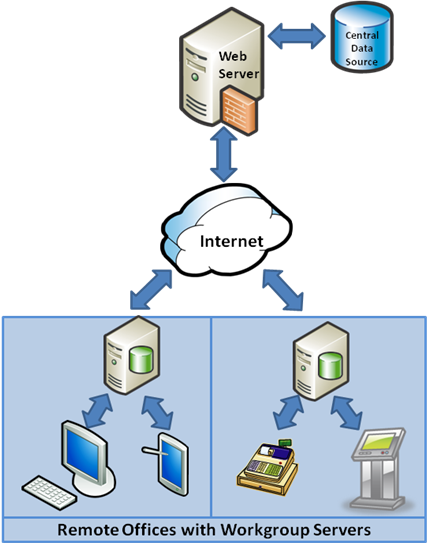 Web
Server
Central
Data
Source
Internet
Remote Offices with Workgroup Servers